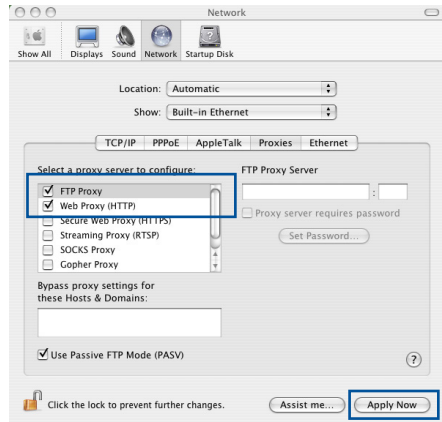 Network
Show All Displays Sound Network Startup Disk
Location: Automatic
Show: Built-in Ethernet
TCP/IP PPPoE AppleTalk Proxies Ethernet
Select a proxy server to configure: FTP Proxy Server
FTP Proxy
Web Proxy (HTTP)
:
Secure Web Proxy (HTTPS)
Proxy server requires password
Streaming Proxy (RTSP)
Set Password...
SOCKS Proxy
Gopher Proxy
Bypass proxy settings for
these Hosts & Domains:
Use Passive FTP Mode (PASV)
?
Click the lock to prevent further changes. Assist me... Apply Now